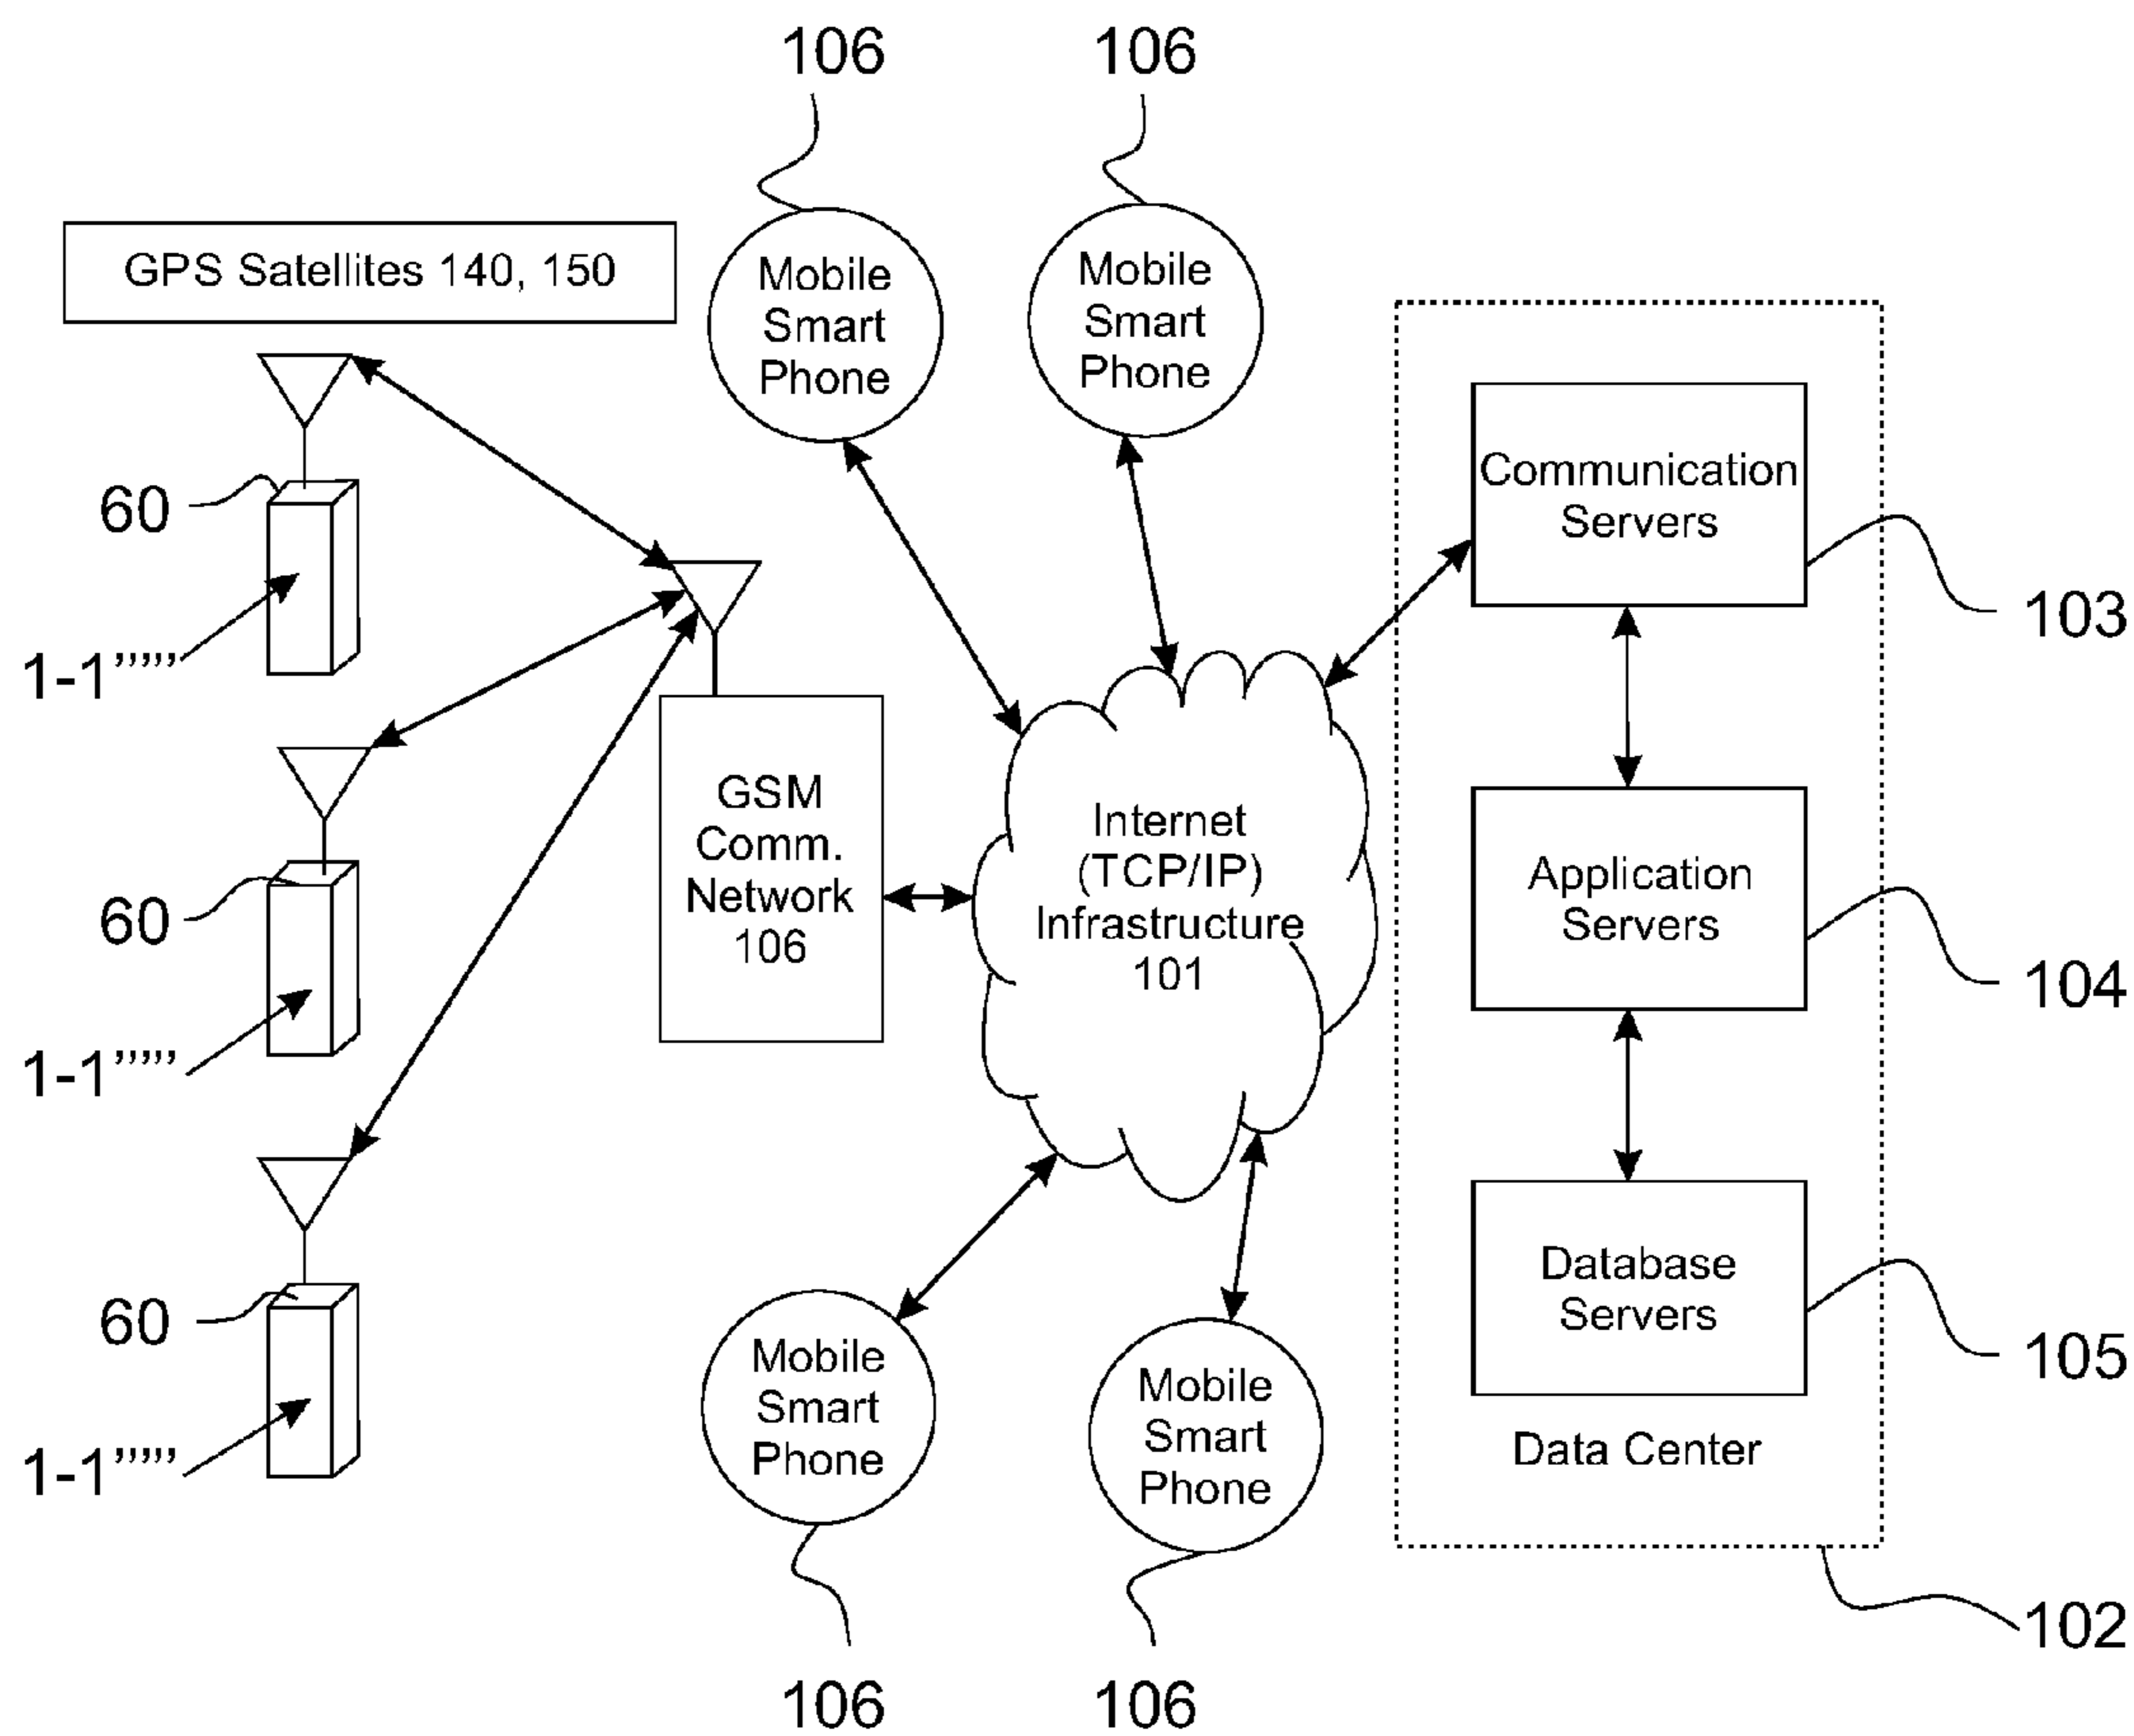 106
106
GPS Satellites 140, 150
Mobile
Smart
Phone
Mobile
Smart
Phone
60
1-1’’’’’
Communication
Servers
103
60
1-1’’’’’
GSM
Comm.
Network
106
Internet
(TCP/IP)
Infrastructure
101
Application
Servers
104
60
1-1’’’’’
Mobile
Smart
Phone
Mobile
Smart
Phone
Database
Servers
105
Data Center
102
106
106